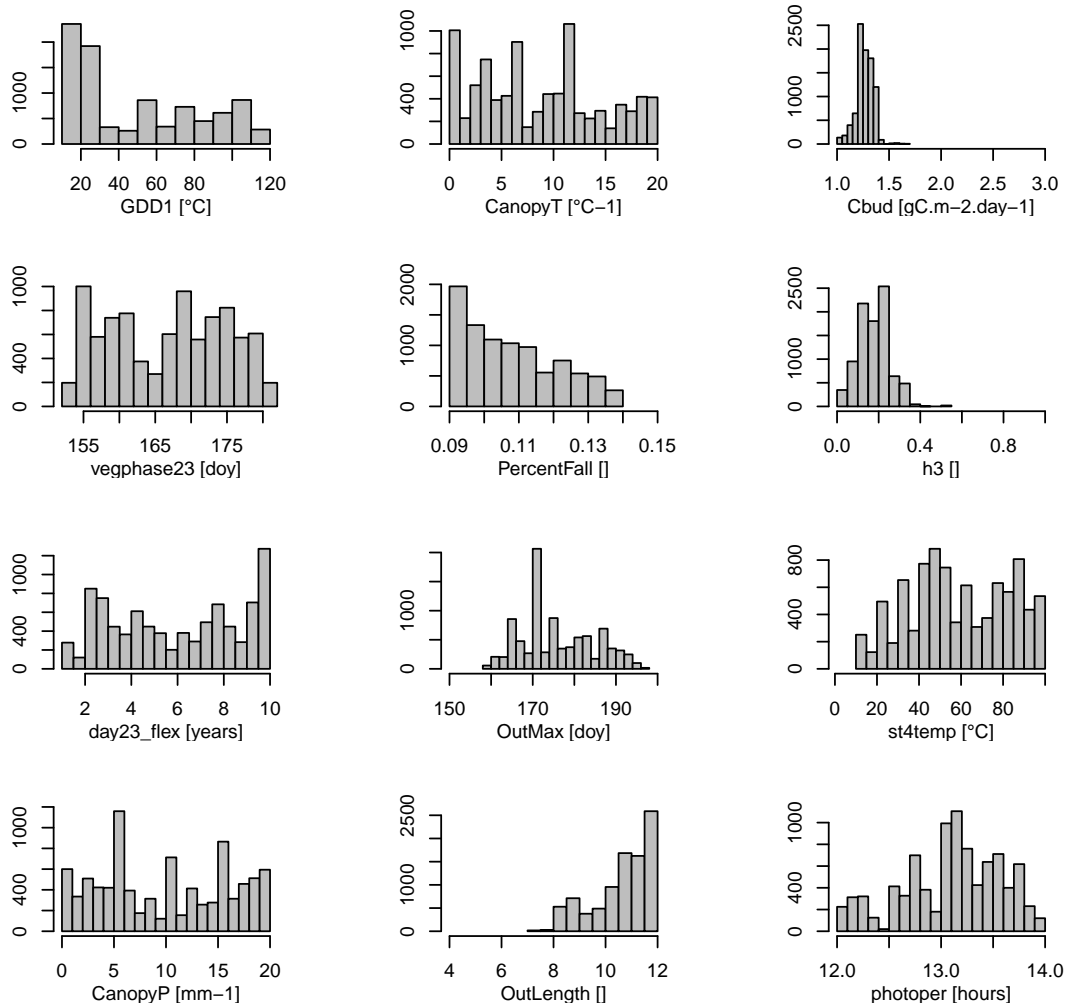 0 1000
20 40 60 80 120
GDD1 [°C]
0 400 1000
0 5 10 15 20
CanopyT [°C−1]
0 1000 2500
1.0 1.5 2.0 2.5 3.0
Cbud [gC.m−2.day−1]
0 400 1000
155 165 175
vegphase23 [doy]
0 1000 2000
0.09 0.11 0.13 0.15
PercentFall []
0 1000 2500
0.0 0.4 0.8
h3 []
0 400 1000
2 4 6 8 10
day23_flex [years]
0 1000
150 170 190
OutMax [doy]
0 400 800
0 20 40 60 80
st4temp [°C]
0 400 1000
0 5 10 15 20
CanopyP [mm−1]
0 1000 2500
4 6 8 10 12
OutLength []
0 400 1000
12.0 13.0 14.0
photoper [hours]